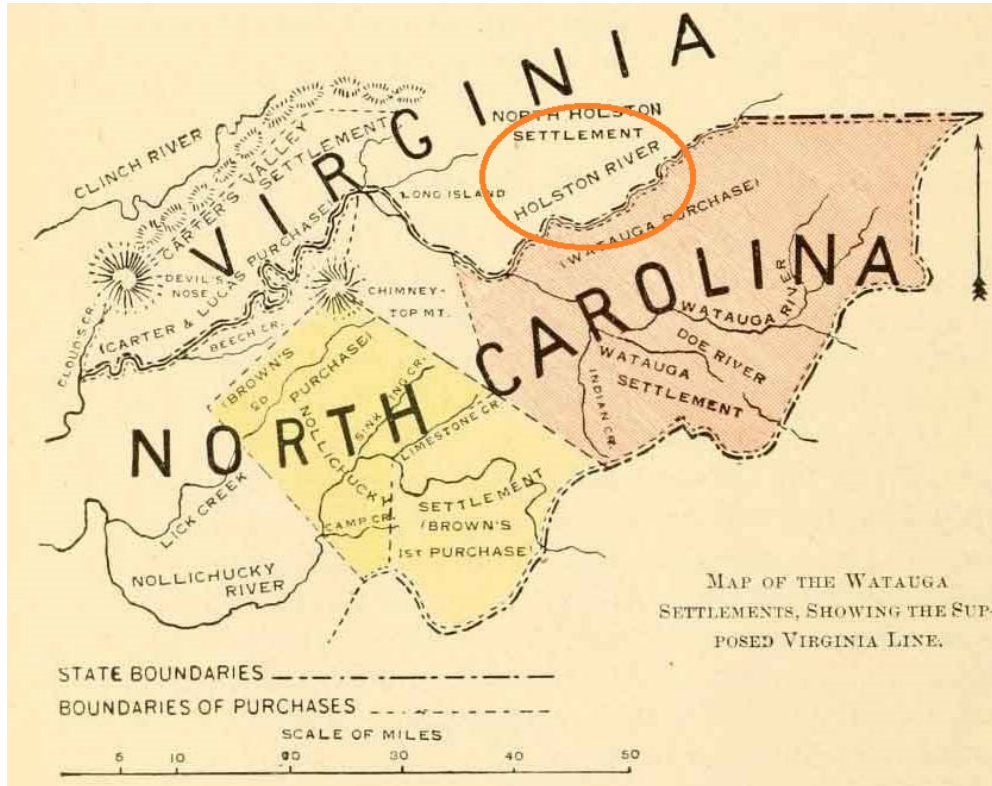 VIRGINIA
NORTH HOLSTON
SETTLEMENT
HOLSTON RIVER
CLINCH RIVER
CARTER'S VALLEY
SETTLEMENT
LONG ISLAND
(WATAUGA PURCHASE)
DEVIL'S
NOSE
(CARTER & LUCAS PURCHASE)
CHIMNEY-
TOP MT.
BEECH CR.
CLOUDS CR.
NORTH CAROLINA
WATAUGA RIVER
DOE RIVER
WATAUGA
SETTLEMENT
INDIAN CR.
(BROWN'S
2D PURCHASE)
SINKING CR.
LIMESTONE CR.
NOLLICHUCKY
SETTLEMENT
(BROWN'S
1ST PURCHASE)
CAMP CR.
LICK CREEK
NOLLICHUCKY
RIVER
MAP OF THE WATAUGA
SETTLEMENTS, SHOWING THE SUP-
POSED VIRGINIA LINE.
STATE BOUNDARIES
BOUNDARIES OF PURCHASES
SCALE OF MILES
5 10 20 30 40 50